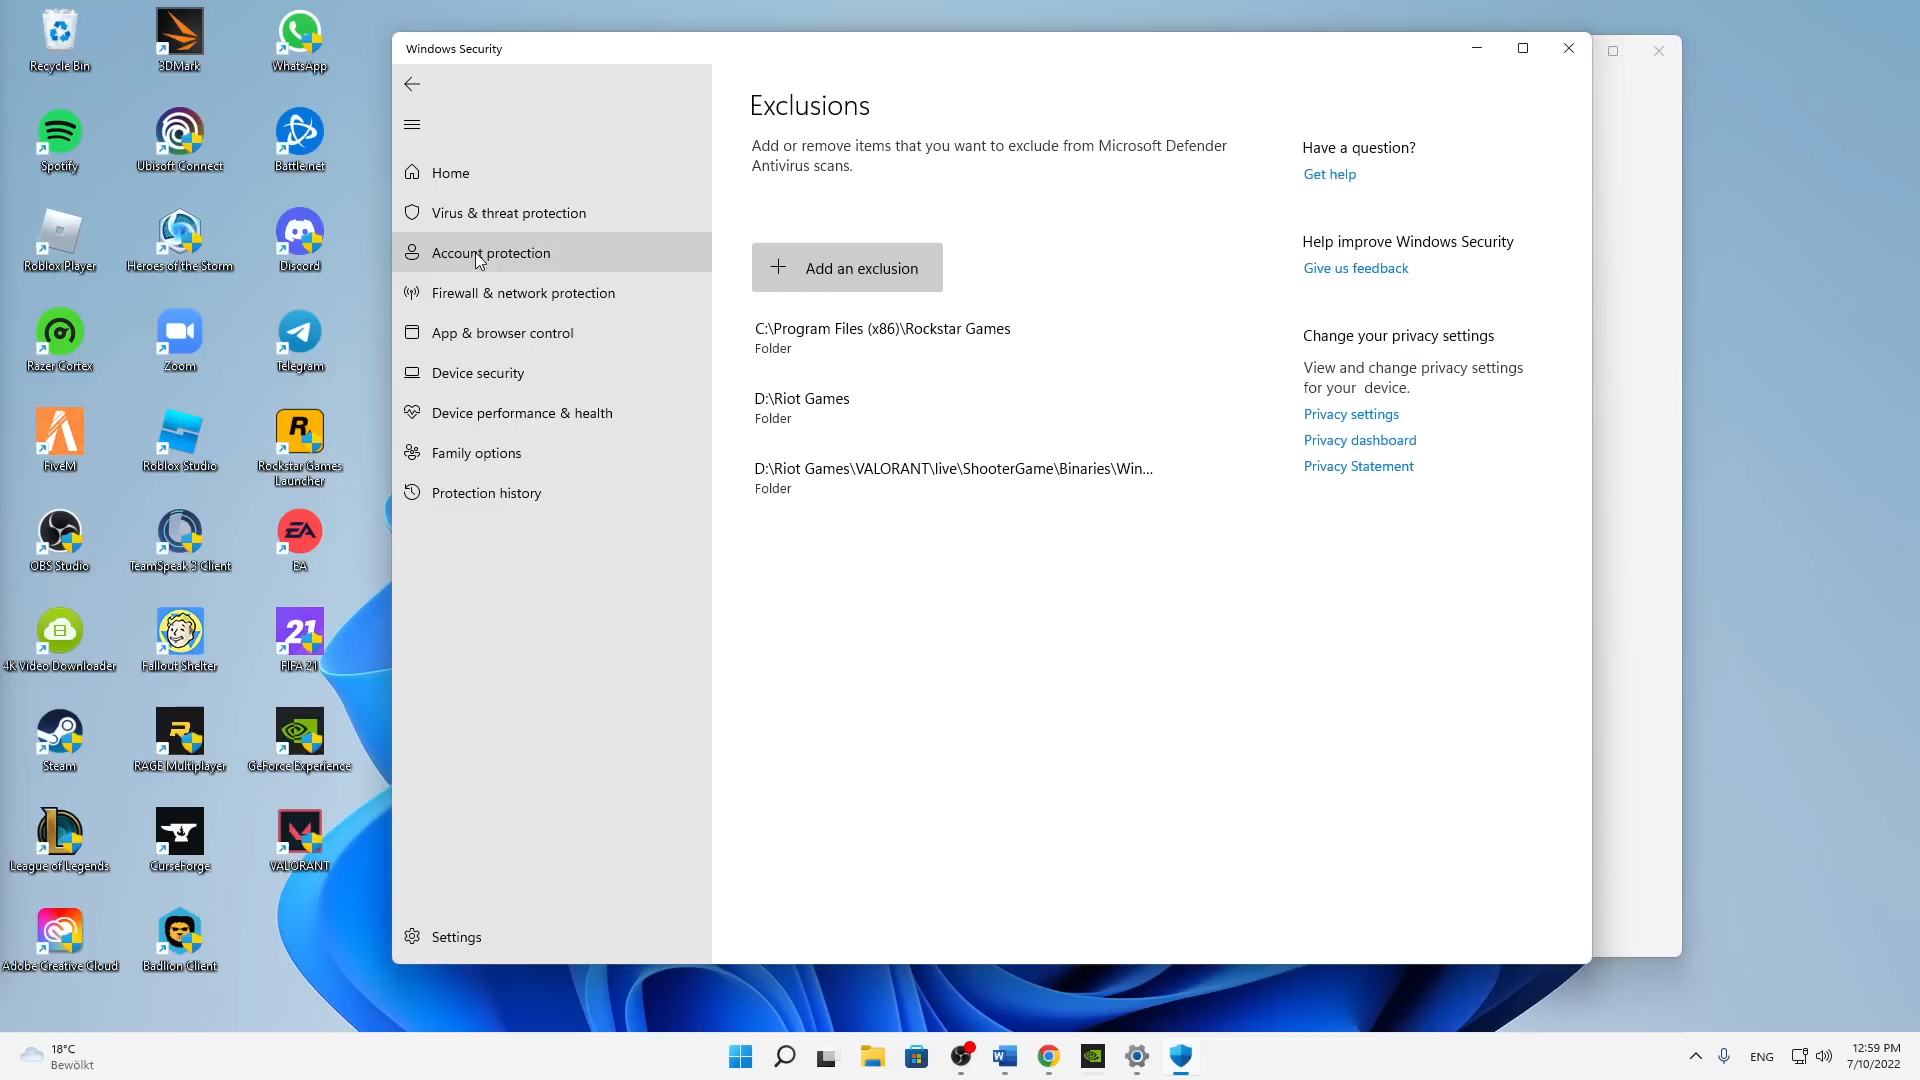 Recycle Bin
3DMark
WhatsApp
Spotify
Ubisoft Connect
Battle.net
Roblox Player
Heroes of the Storm
Discord
Razer Cortex
Zoom
Telegram
FiveM
Roblox Studio
Rockstar Games
Launcher
OBS Studio
TeamSpeak 3 Client
EA
EA
4K Video Downloader
Fallout Shelter
21
FIFA 21
Steam
RAGE Multiplayer
GeForce Experience
League of Legends
CurseForge
VALORANT
Adobe Creative Cloud
Badlion Client
Windows Security
Home
Virus & threat protection
Account protection
Firewall & network protection
App & browser control
Device security
Device performance & health
Family options
Protection history
Settings
Exclusions
Add or remove items that you want to exclude from Microsoft Defender
Antivirus scans.
Add an exclusion
C:\Program Files (x86)\Rockstar Games
Folder
D:\Riot Games
Folder
D:\Riot Games\VALORANT\live\ShooterGame\Binaries\Win...
Folder
Have a question?
Get help
Help improve Windows Security
Give us feedback
Change your privacy settings
View and change privacy settings
for your device.
Privacy settings
Privacy dashboard
Privacy Statement
18°C
Bewölkt
ENG
12:59 PM
7/10/2022